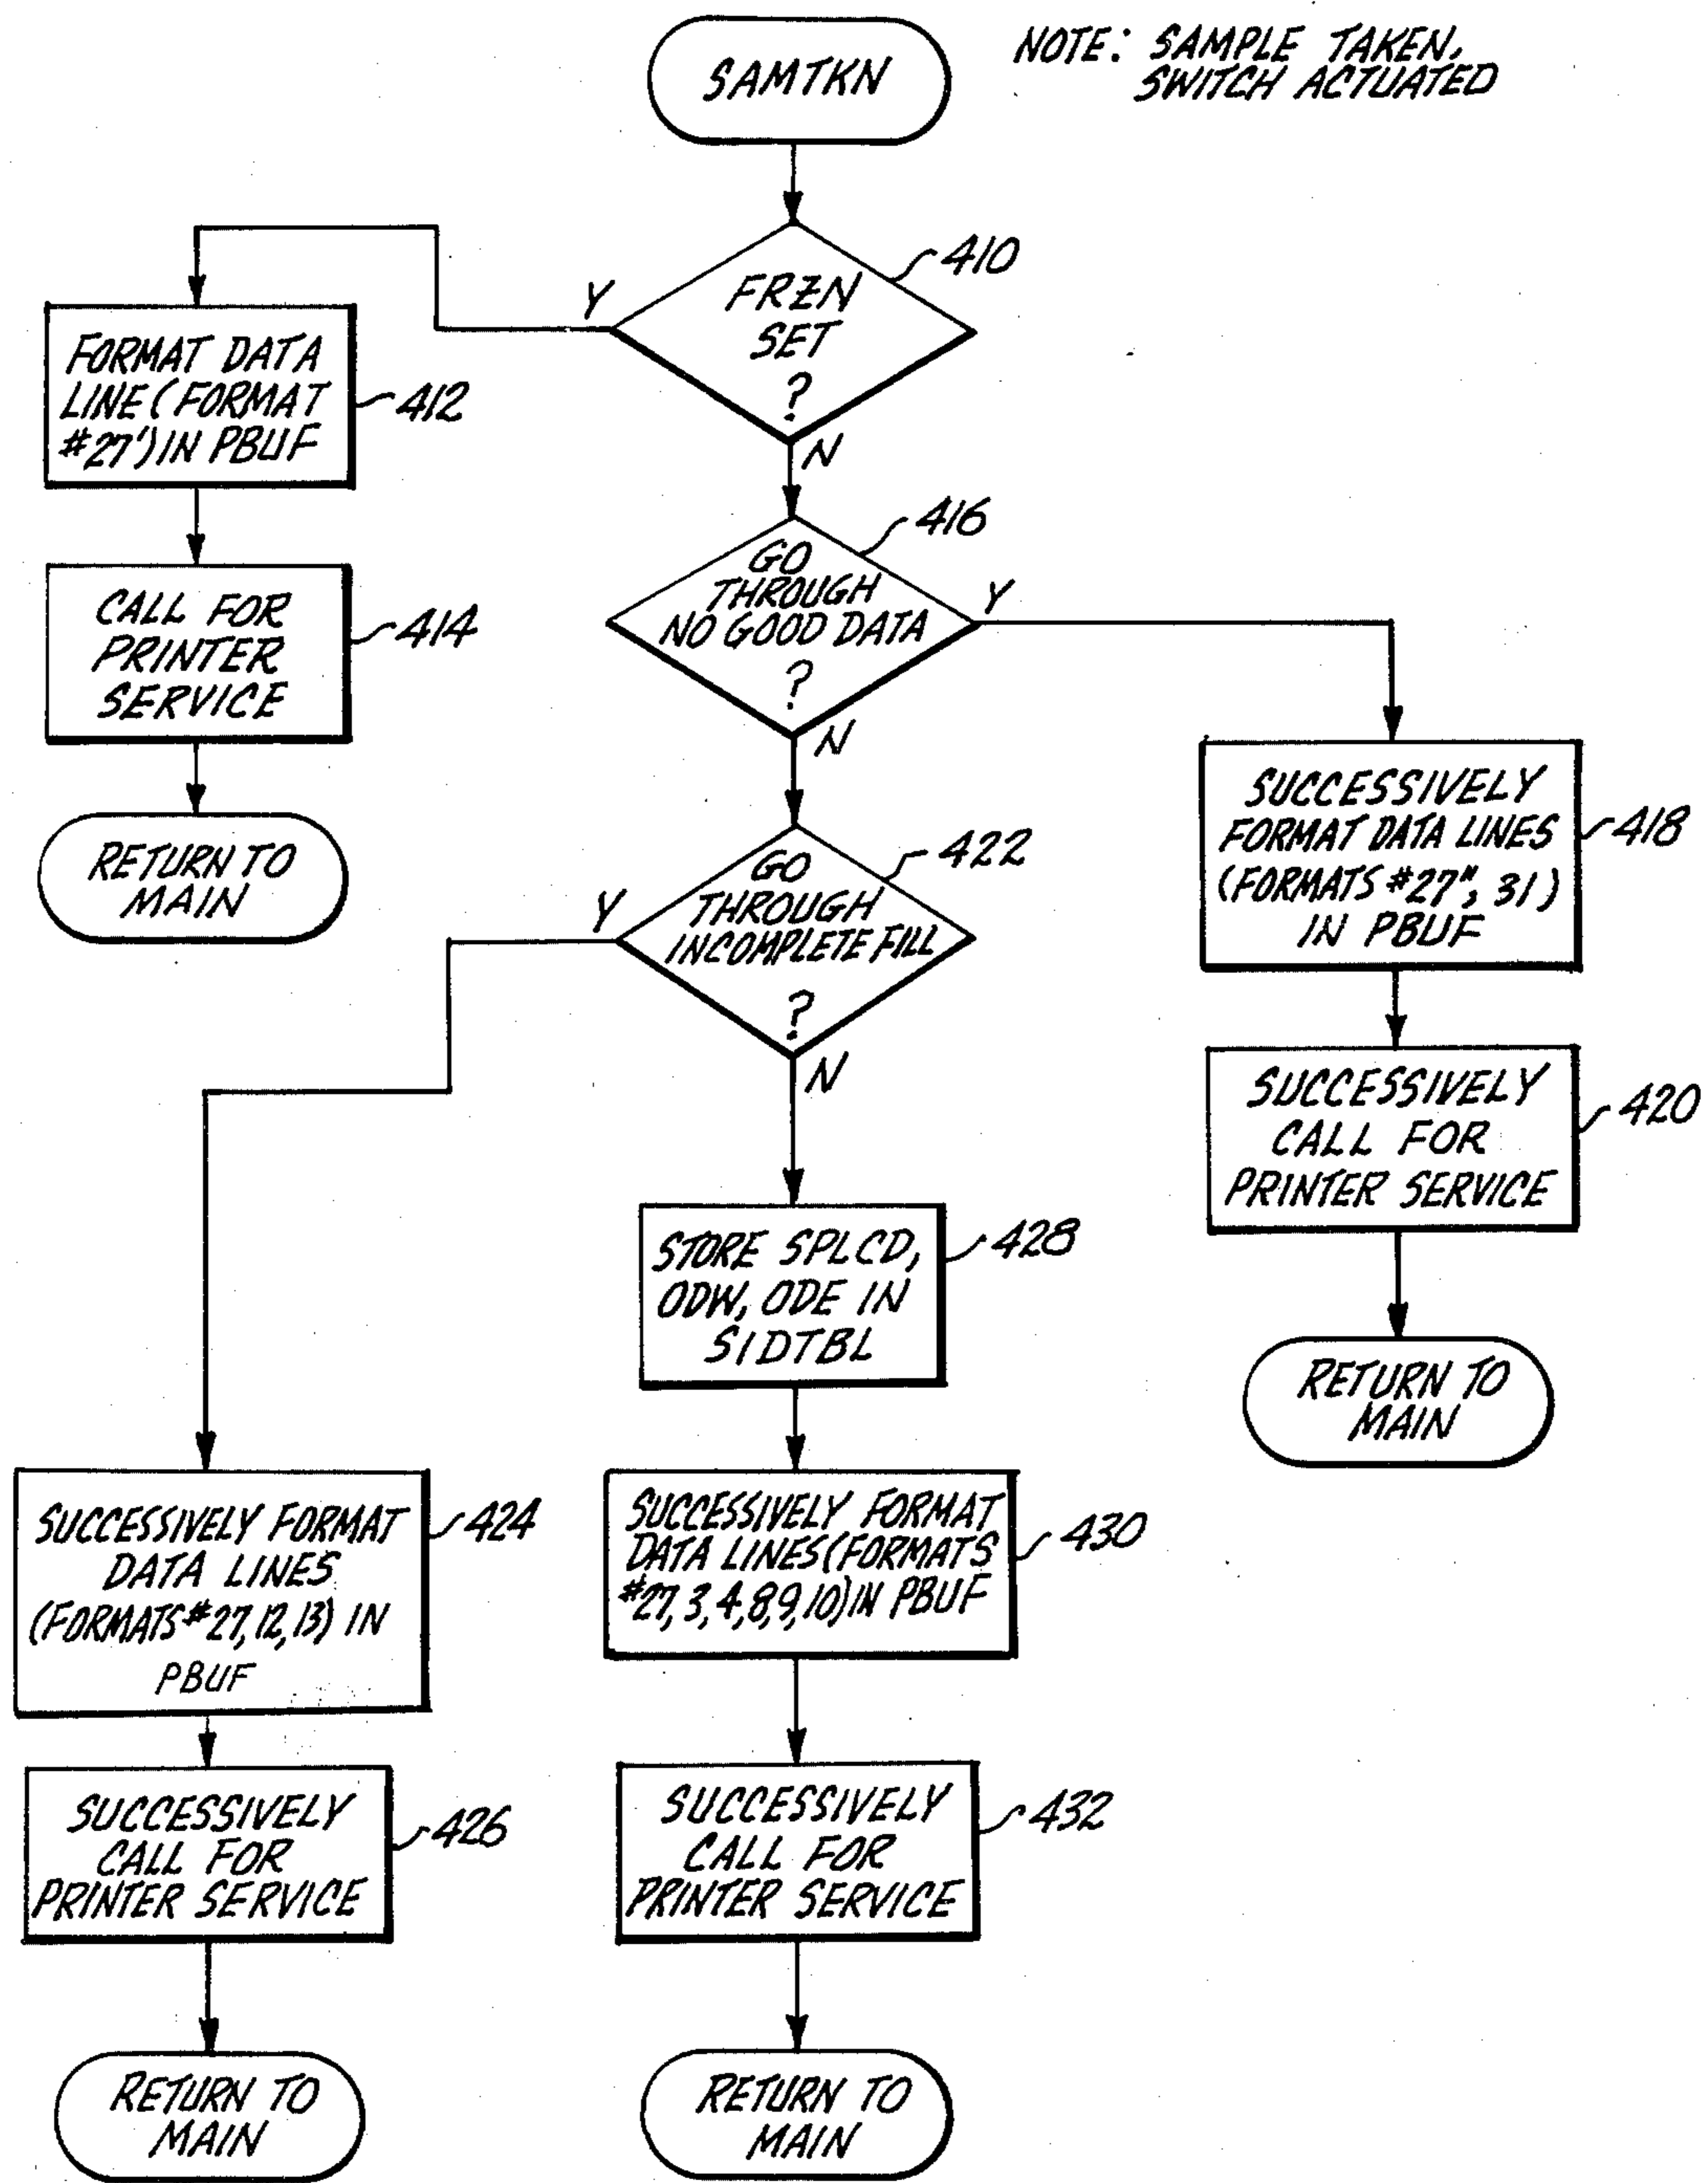 SAMTKN
NOTE: SAMPLE TAKEN,
SWITCH ACTUATED
410
FRZN
SET
?
Y
N
FORMAT DATA
LINE (FORMAT
#27') IN PBUF
412
CALL FOR
PRINTER
SERVICE
414
RETURN TO
MAIN
416
GO
THROUGH
NO GOOD DATA
?
Y
N
SUCCESSIVELY
FORMAT DATA LINES
(FORMATS #27", 31)
IN PBUF
418
SUCCESSIVELY
CALL FOR
PRINTER SERVICE
420
RETURN TO
MAIN
422
GO
THROUGH
INCOMPLETE FILL
?
Y
N
SUCCESSIVELY FORMAT
DATA LINES
(FORMATS #27, 12, 13) IN
PBUF
424
SUCCESSIVELY
CALL FOR
PRINTER SERVICE
426
RETURN TO
MAIN
STORE SPLCD,
ODW, ODE IN
SIDTBL
428
SUCCESSIVELY FORMAT
DATA LINES (FORMATS
#27, 3, 4, 8, 9, 10) IN PBUF
430
SUCCESSIVELY
CALL FOR
PRINTER SERVICE
432
RETURN TO
MAIN